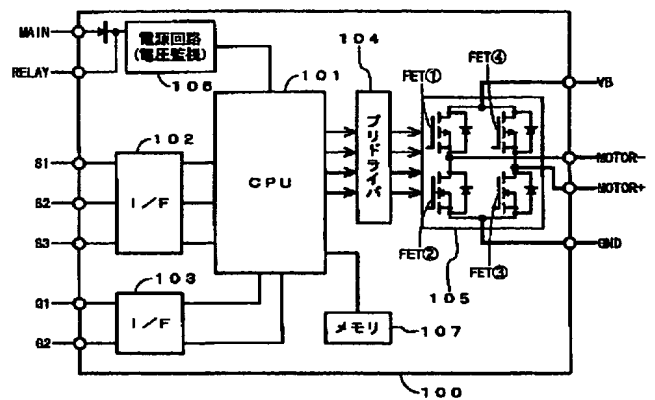 MAIN
RELAY
電源回路
(電圧監視)
106
104
101
FET①
FET④
VB
102
S1
S2
S3
I/F
CPU
プリドライバ
MOTOR-
MOTOR+
GND
FET②
FET③
105
103
G1
G2
I/F
メモリ
107
100